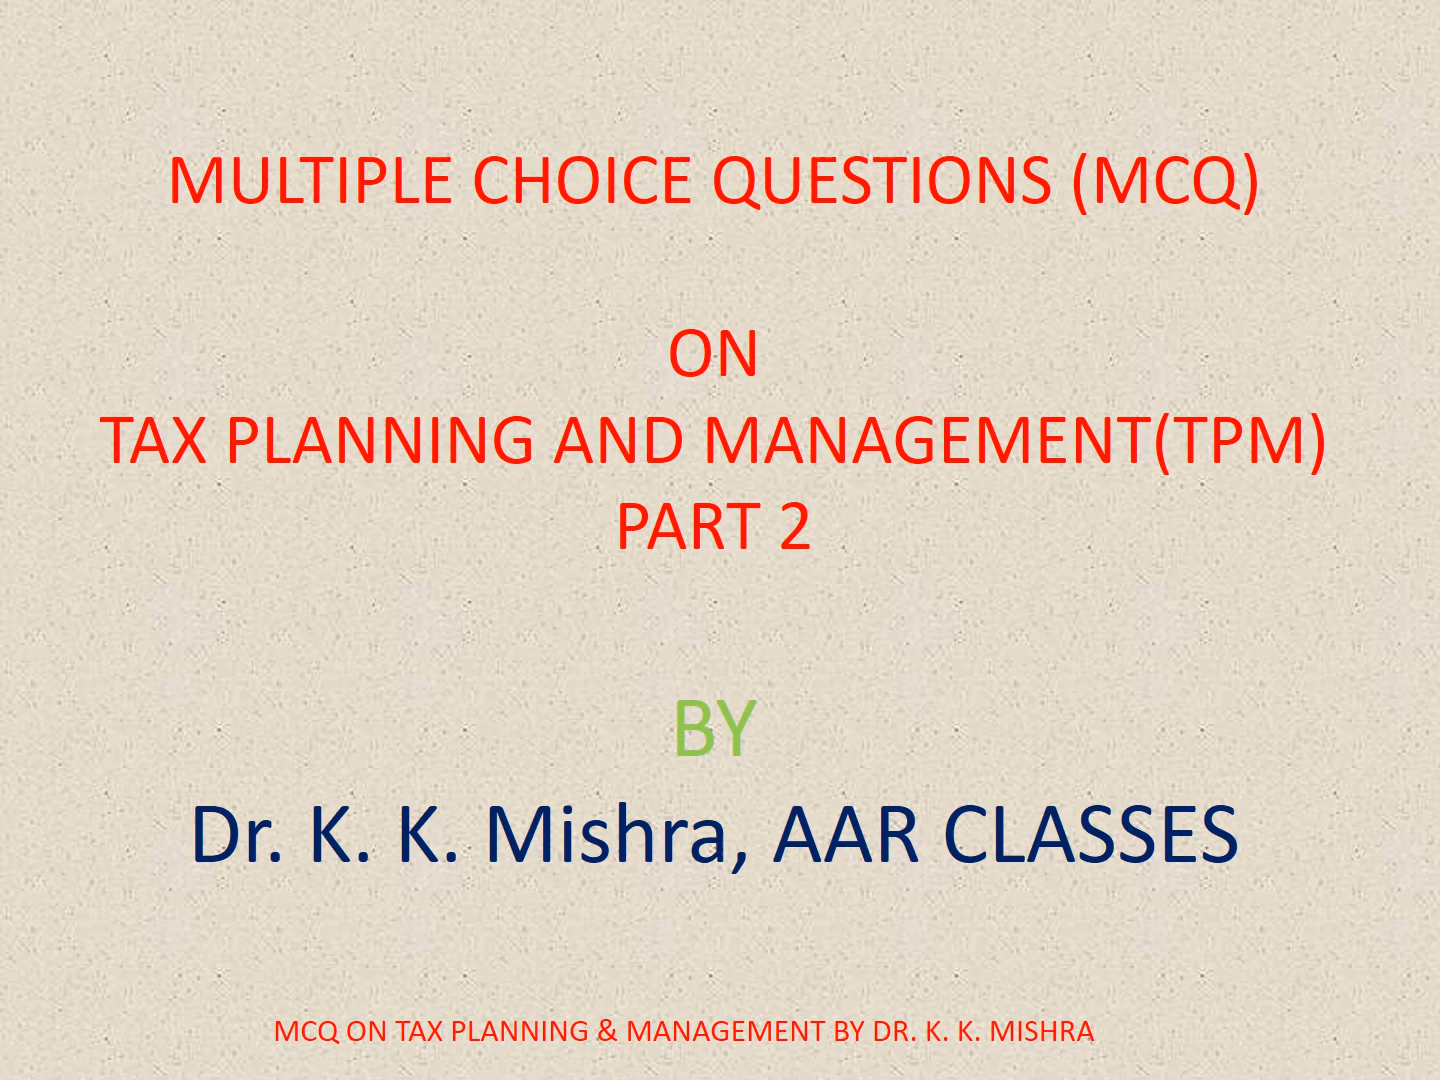 MULTIPLE CHOICE QUESTIONS (MCQ)
ON
TAX PLANNING AND MANAGEMENT(TPM)
PART 2
BY
Dr. K. K. Mishra, AAR CLASSES
MCQ ON TAX PLANNING & MANAGEMENT BY DR. K. K. MISHRA